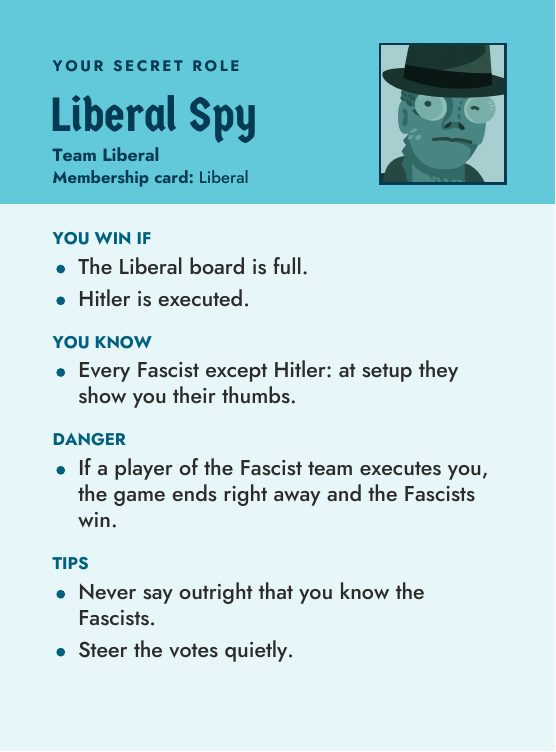 YOUR SECRET ROLE
Liberal Spy
Team Liberal
Membership card: Liberal
YOU WIN IF
• The Liberal board is full.
• Hitler is executed.
YOU KNOW
• Every Fascist except Hitler: at setup they
show you their thumbs.
DANGER
• If a player of the Fascist team executes you,
the game ends right away and the Fascists
win.
TIPS
• Never say outright that you know the
Fascists.
• Steer the votes quietly.